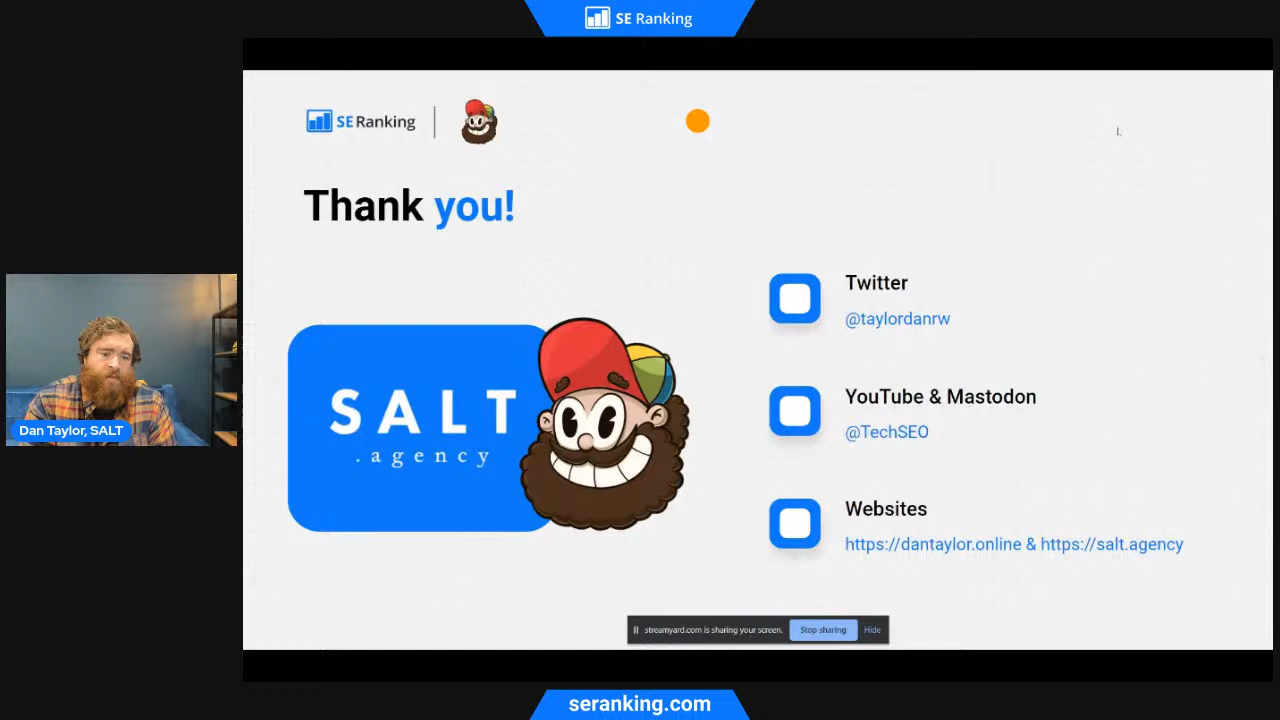 SE Ranking
SE Ranking
Thank you!
Twitter
@taylordanrw
SALT
.agency
YouTube & Mastodon
@TechSEO
Dan Taylor, SALT
Websites
https://dantaylor.online & https://salt.agency
streamyard.com is sharing your screen. Stop sharing Hide
seranking.com